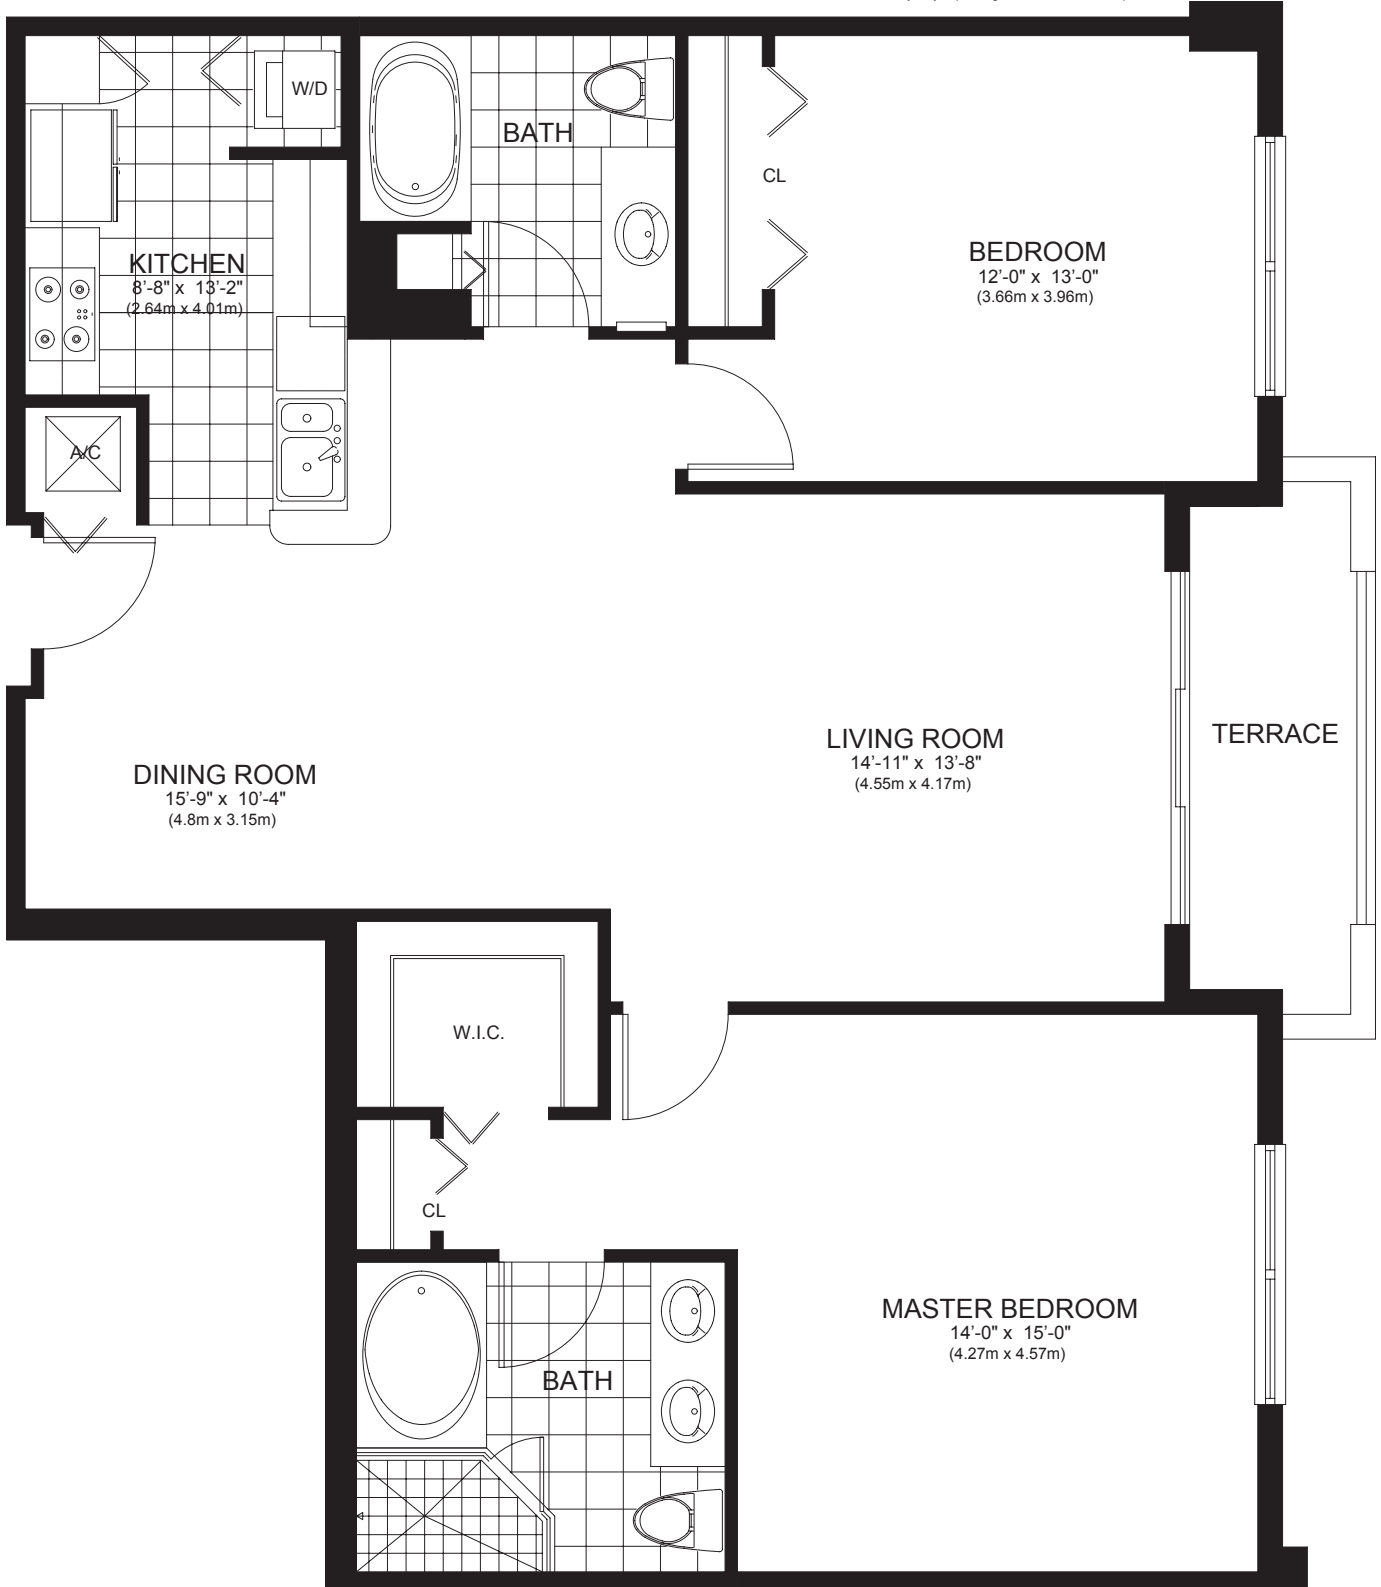 W/D
BATH
CL
KITCHEN
8'-8" x 13'-2"
(2.64m x 4.01m)
BEDROOM
12'-0" x 13'-0"
(3.66m x 3.96m)
A/C
LIVING ROOM
14'-11" x 13'-8"
(4.55m x 4.17m)
TERRACE
DINING ROOM
15'-9" x 10'-4"
(4.8m x 3.15m)
W.I.C.
CL
MASTER BEDROOM
14'-0" x 15'-0"
(4.27m x 4.57m)
BATH